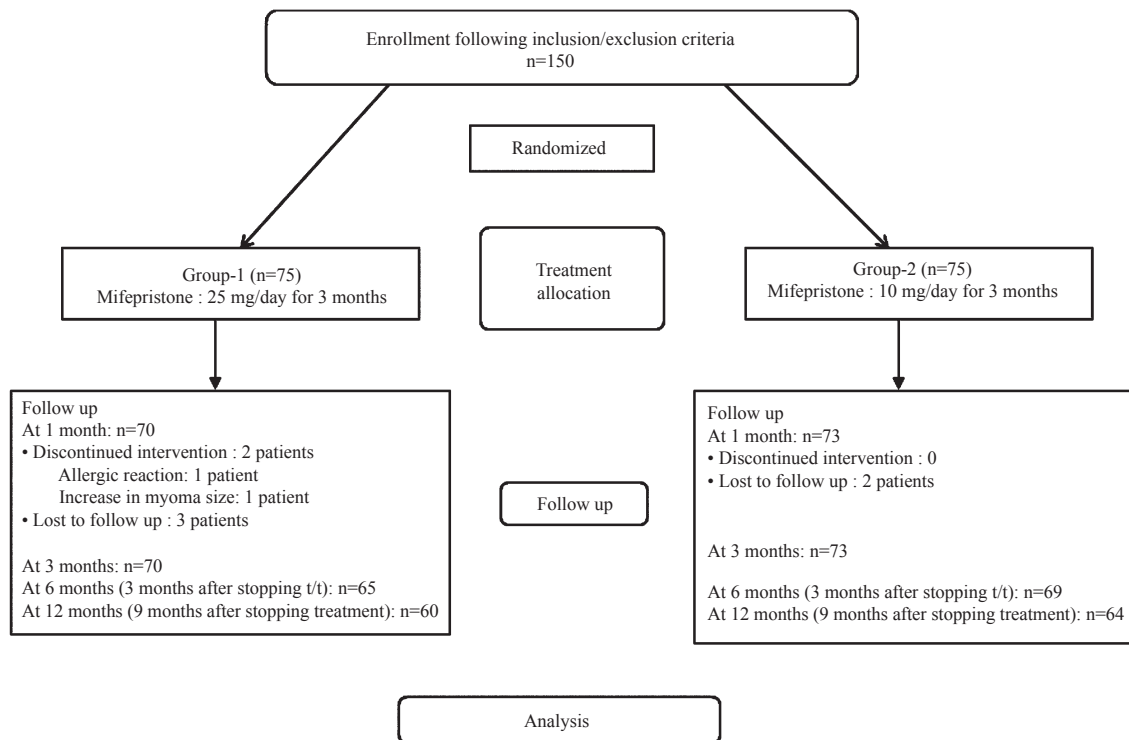 Enrollment following inclusion/exclusion criteria
n=150
Randomized
Group-1 (n=75)
Mifepristone : 25 mg/day for 3 months
Treatment
allocation
Group-2 (n=75)
Mifepristone : 10 mg/day for 3 months
Follow up
At 1 month: n=70
• Discontinued intervention : 2 patients
Allergic reaction: 1 patient
Increase in myoma size: 1 patient
• Lost to follow up : 3 patients
At 3 months: n=70
At 6 months (3 months after stopping t/t): n=65
At 12 months (9 months after stopping treatment): n=60
Follow up
Follow up
At 1 month: n=73
• Discontinued intervention : 0
• Lost to follow up : 2 patients
At 3 months: n=73
At 6 months (3 months after stopping t/t): n=69
At 12 months (9 months after stopping treatment): n=64
Analysis